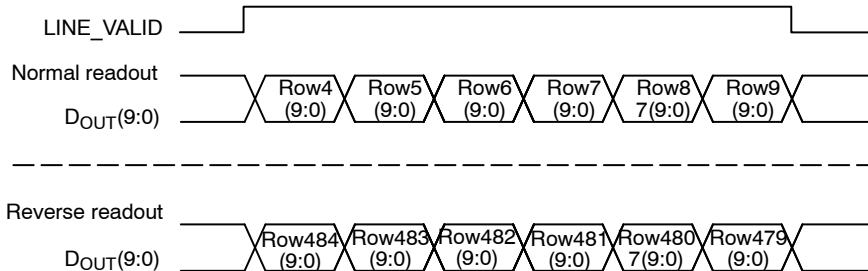 LINE_VALID
Normal readout
Row4 Row5 Row6 Row7 Row8 Row9
D_OUT(9:0) (9:0) (9:0) (9:0) (9:0) 7(9:0) (9:0)
Reverse readout
Row484 Row483 Row482 Row481 Row480 Row479
D_OUT(9:0) (9:0) (9:0) (9:0) (9:0) 7(9:0) (9:0)